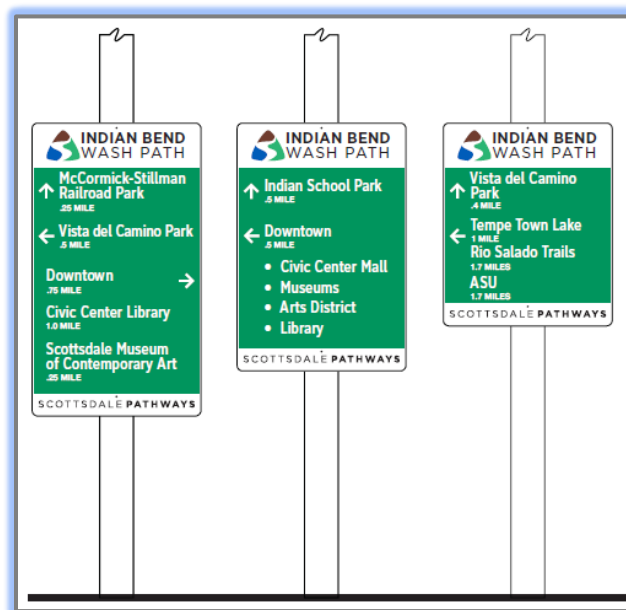 INDIAN BEND
WASH PATH
McCormick-Stillman
Railroad Park
.25 MILE
Vista del Camino Park
.5 MILE
Downtown
.75 MILE
Civic Center Library
1.0 MILE
Scottsdale Museum
of Contemporary Art
.25 MILE
SCOTTSDALE PATHWAYS
INDIAN BEND
WASH PATH
Indian School Park
.5 MILE
Downtown
.5 MILE
• Civic Center Mall
• Museums
• Arts District
• Library
SCOTTSDALE PATHWAYS
INDIAN BEND
WASH PATH
Vista del Camino
Park
.4 MILE
Tempe Town Lake
1 MILE
Rio Salado Trails
1.7 MILES
ASU
1.7 MILES
SCOTTSDALE PATHWAYS